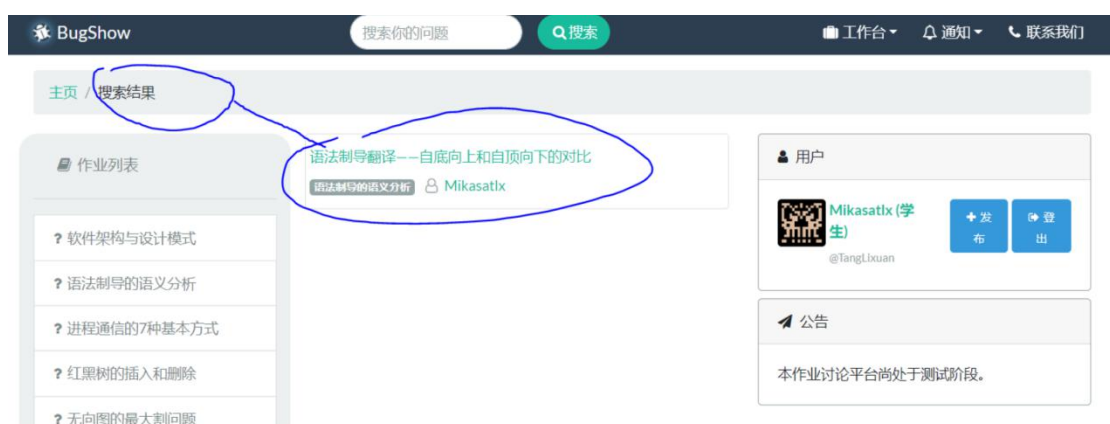 BugShow
搜索你的问题
搜索
工作台
通知
联系我们
主页 / 搜索结果
作业列表
? 软件架构与设计模式
? 语法制导的语义分析
? 进程通信的7种基本方式
? 红黑树的插入和删除
? 无向图的最大割问题
语法制导翻译——自底向上和自顶向下的对比
语法制导的语义分析 Mikasatlx
用户
Mikasatlx (学
生)
@TangLixuan
+发
布
登
出
公告
本作业讨论平台尚处于测试阶段。